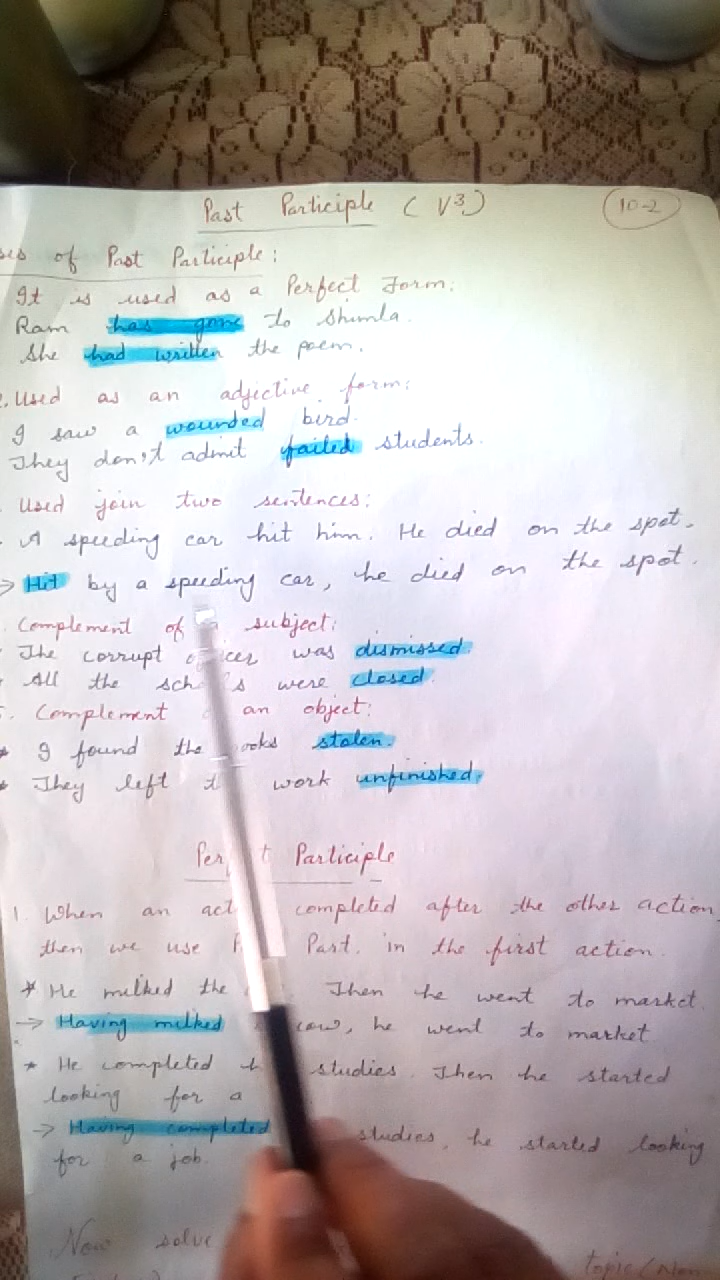 Past Participle ( V³)
10-2
of Past Participle:
It is used as a Perfect Form:
Ram has gone to Shimla.
She had written the poem.
2. Used as an adjective form:
I saw a wounded bird.
They don't admit failed students.
Used join two sentences:
A speeding car hit him. He died on the spot.
→ Hit by a speeding car, he died on the spot.
Complement of subject:
The corrupt was dismissed
All the were closed.
Complement an object:
* I found the stolen.
* They left work unfinished.
Participle
1. When an completed after the other action,
then we use Part. in the first action.
* He milked the Then he went to market.
→ Having milked cow, he went to market
* He completed studies. Then he started
looking for a
→ Having completed studies, he started looking
for a job.
Now solve
topic